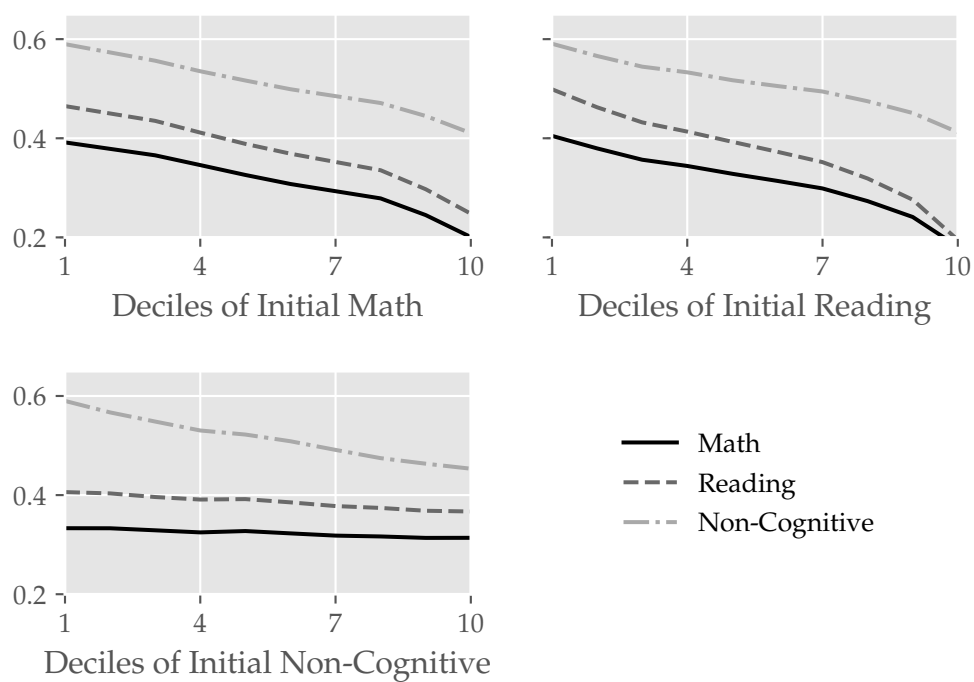 0.6
0.4
0.2
1 4 7 10
Deciles of Initial Math
1 4 7 10
Deciles of Initial Reading
0.6
0.4
0.2
1 4 7 10
Deciles of Initial Non-Cognitive
Math
Reading
Non-Cognitive